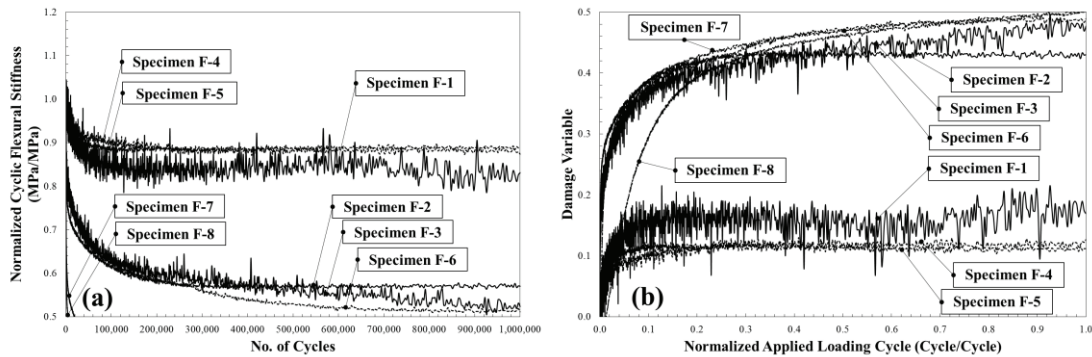 Normalized Cyclic Flexural Stiffness
(MPa/MPa)
1.2
1.1
1.0
0.9
0.8
0.7
0.6
0.5
Specimen F-4
Specimen F-5
Specimen F-1
Specimen F-7
Specimen F-8
Specimen F-2
Specimen F-3
Specimen F-6
(a)
0
100,000
200,000
300,000
400,000
500,000
600,000
700,000
800,000
900,000
1,000,000
No. of Cycles
Damage Variable
0.5
0.4
0.3
0.2
0.1
0.0
Specimen F-7
Specimen F-2
Specimen F-3
Specimen F-6
Specimen F-8
Specimen F-1
Specimen F-4
Specimen F-5
(b)
0.0
0.1
0.2
0.3
0.4
0.5
0.6
0.7
0.8
0.9
1.0
Normalized Applied Loading Cycle (Cycle/Cycle)